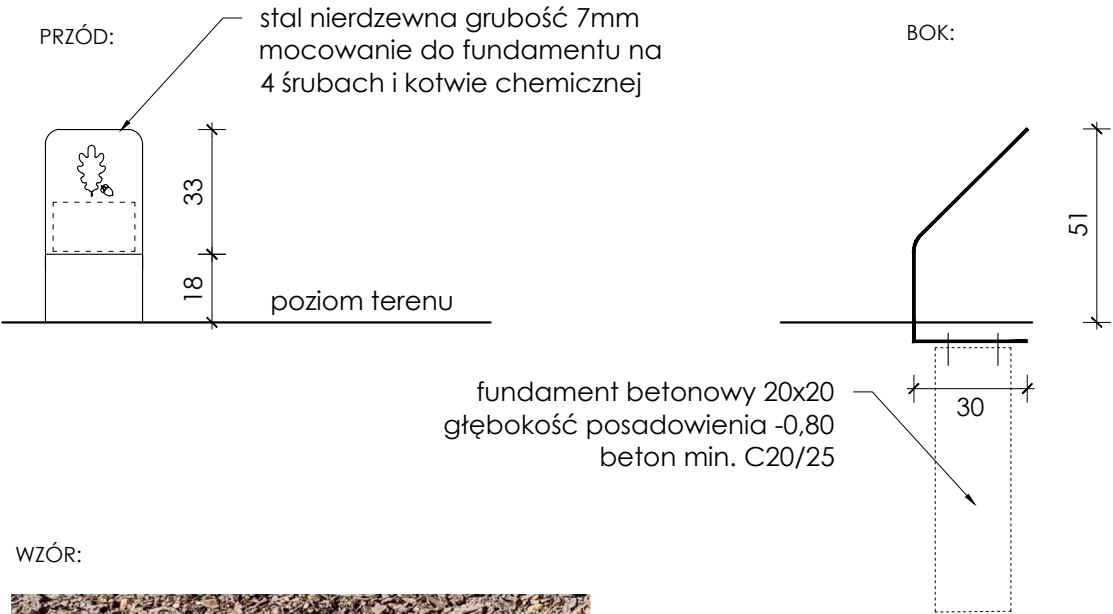 PRZÓD:
stal nierdzewna grubość 7mm
mocowanie do fundamentu na
4 śrubach i kotwie chemicznej
BOK:
33
18
poziom terenu
51
30
fundament betonowy 20x20
głębokość posadowienia -0,80
beton min. C20/25
WZÓR: